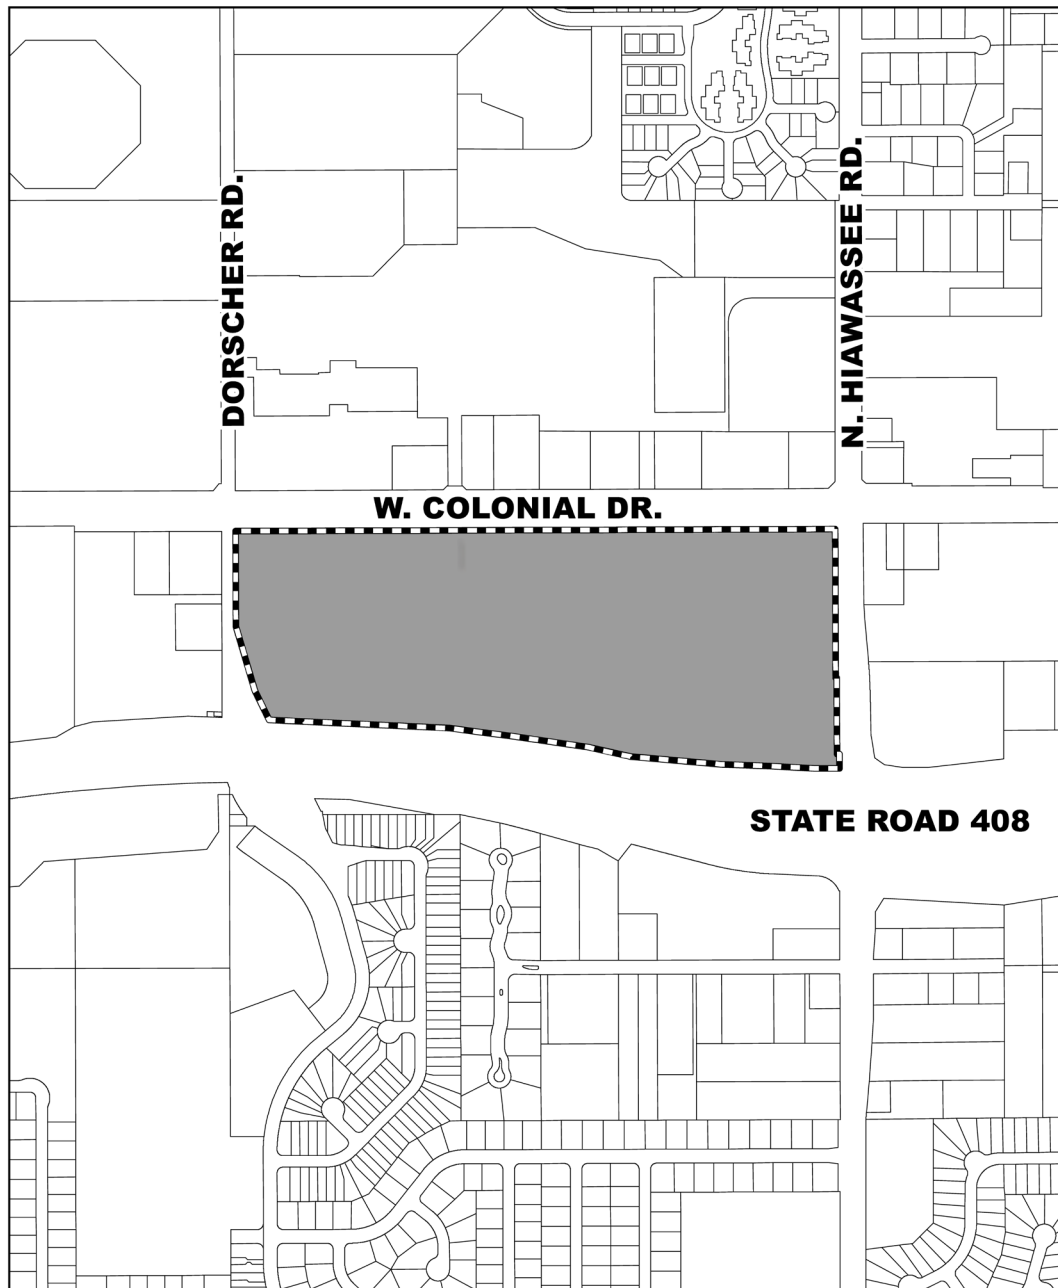 DORSCHER RD.
N. HIAWASSEE RD.
W. COLONIAL DR.
STATE ROAD 408